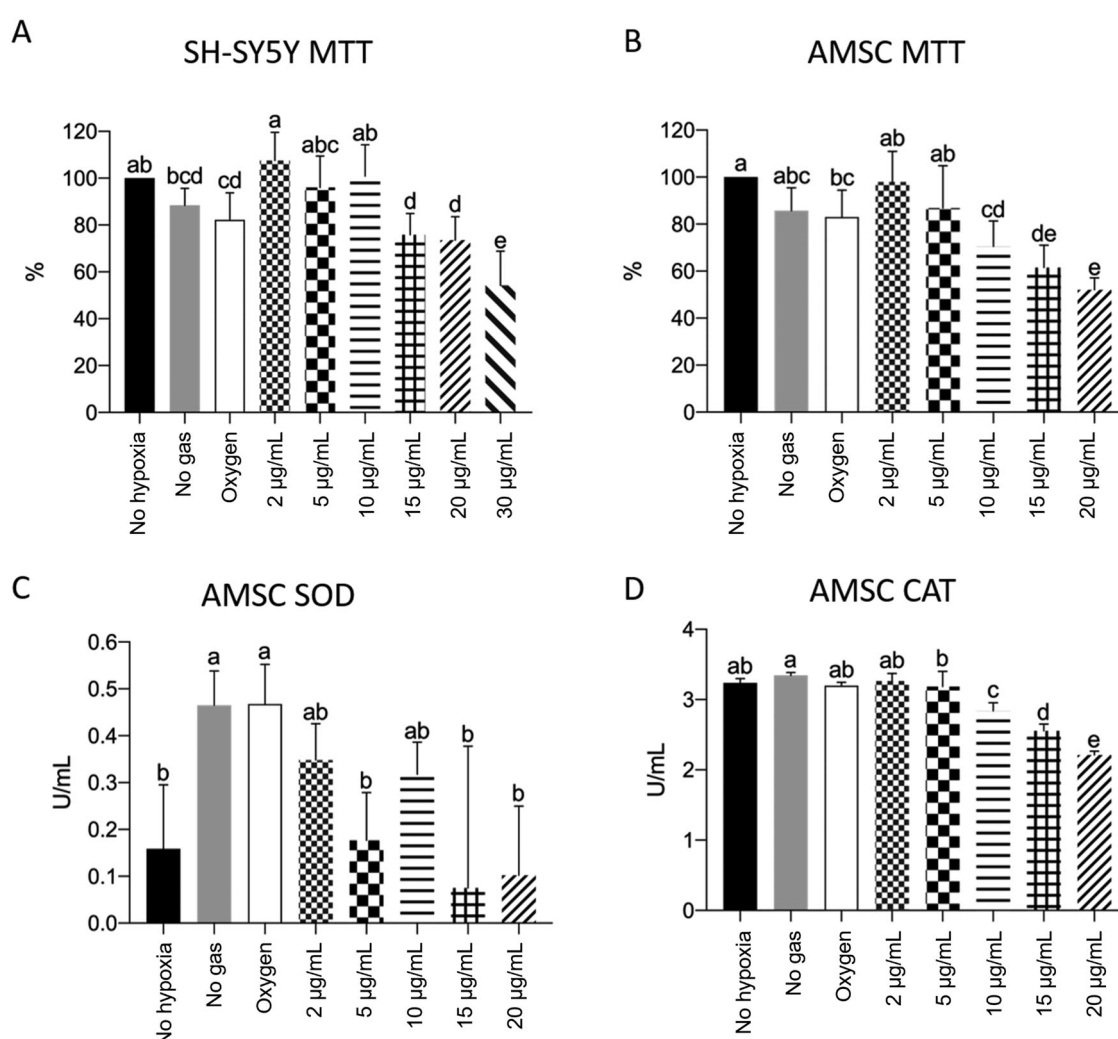 A
SH-SY5Y MTT
120
100
80
60
40
20
0
%
ab
bcd
cd
a
abc
ab
d
d
e
No hypoxia
No gas
Oxygen
2 µg/mL
5 µg/mL
10 µg/mL
15 µg/mL
20 µg/mL
30 µg/mL
B
AMSC MTT
120
100
80
60
40
20
0
%
a
abc
bc
ab
ab
cd
de
e
No hypoxia
No gas
Oxygen
2 µg/mL
5 µg/mL
10 µg/mL
15 µg/mL
20 µg/mL
C
AMSC SOD
0.6
0.5
0.4
0.3
0.2
0.1
0.0
U/mL
b
a
a
ab
b
ab
b
b
No hypoxia
No gas
Oxygen
2 µg/mL
5 µg/mL
10 µg/mL
15 µg/mL
20 µg/mL
D
AMSC CAT
4
3
2
1
0
U/mL
ab
a
ab
ab
b
c
d
e
No hypoxia
No gas
Oxygen
2 µg/mL
5 µg/mL
10 µg/mL
15 µg/mL
20 µg/mL